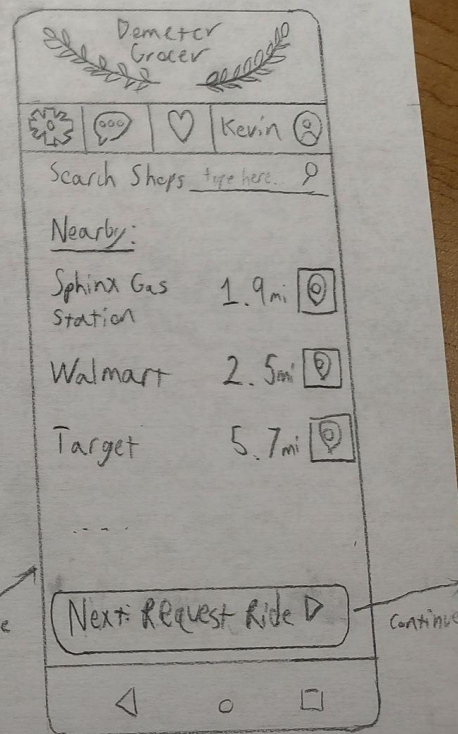 Demeter
Grocer
Kevin
Search Shops type here...
Nearby:
Sphinx Gas
Station
1.9mi
Walmart 2.5mi
Target 5.7mi
....
Next: Request Ride
Continue